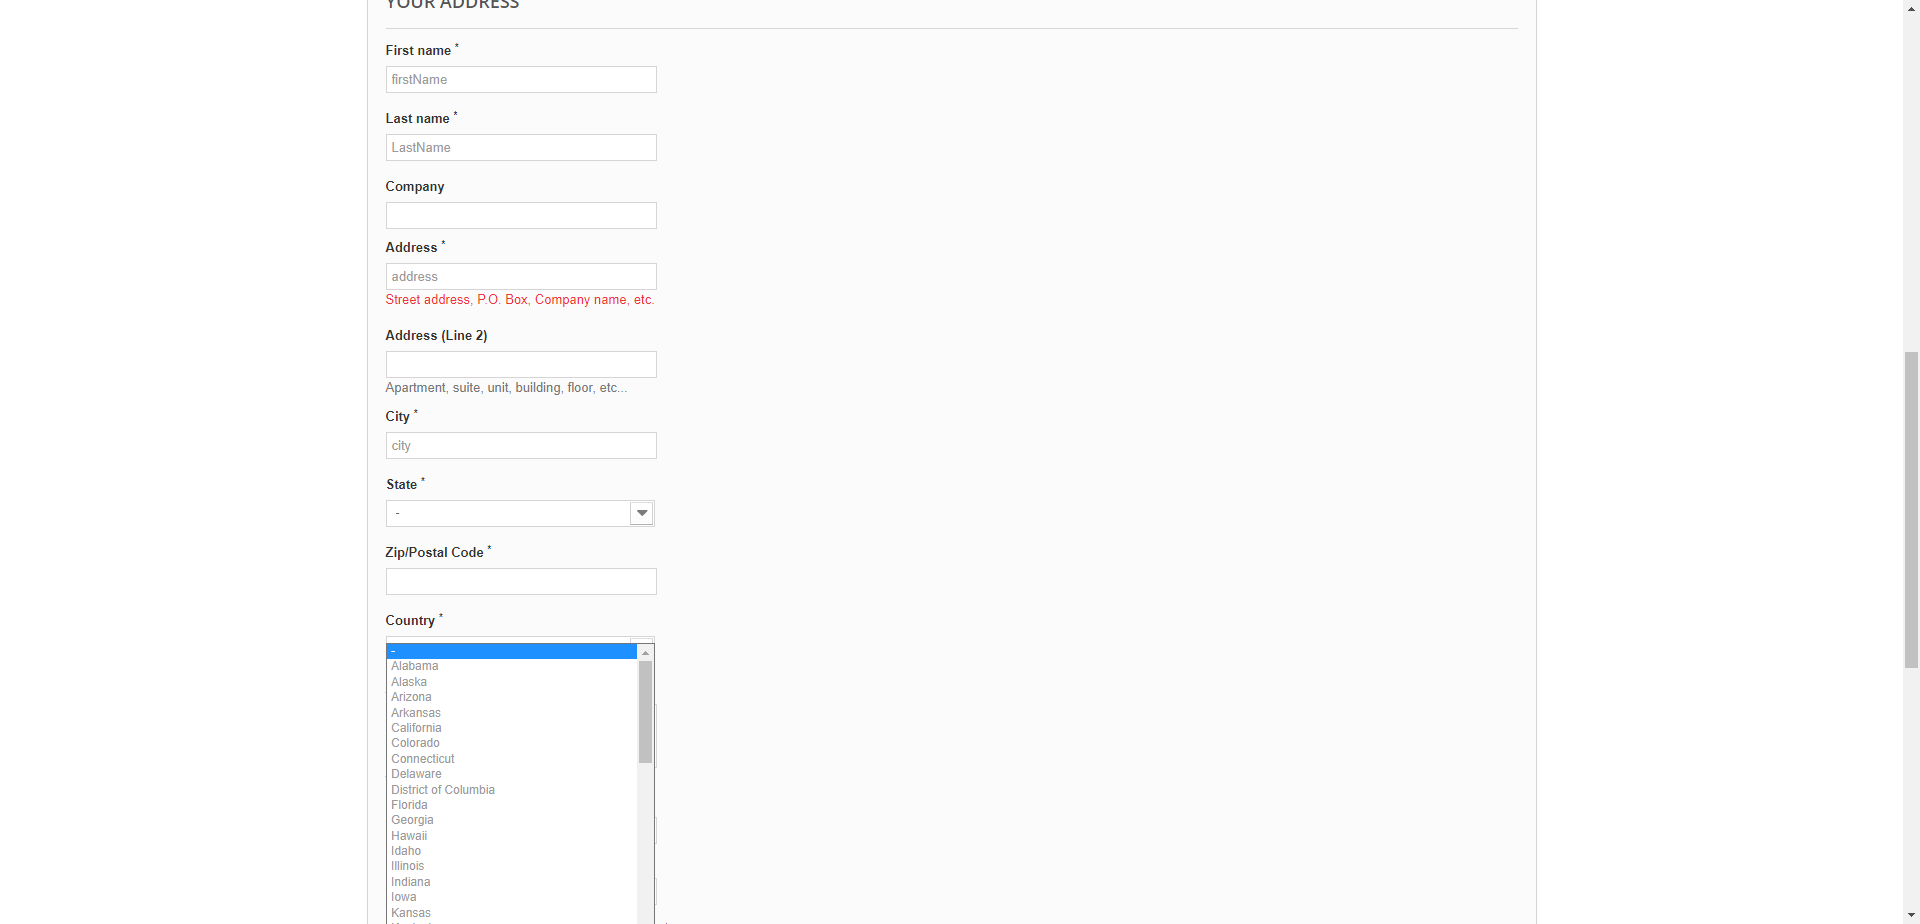 YOUR ADDRESS
First name *
firstName
Last name *
LastName
Company
Address *
address
Street address, P.O. Box, Company name, etc.
Address (Line 2)
Apartment, suite, unit, building, floor, etc...
City *
city
State *
-
Zip/Postal Code *
Country *
-
Alabama
Alaska
Arizona
Arkansas
California
Colorado
Connecticut
Delaware
District of Columbia
Florida
Georgia
Hawaii
Idaho
Illinois
Indiana
Iowa
Kansas